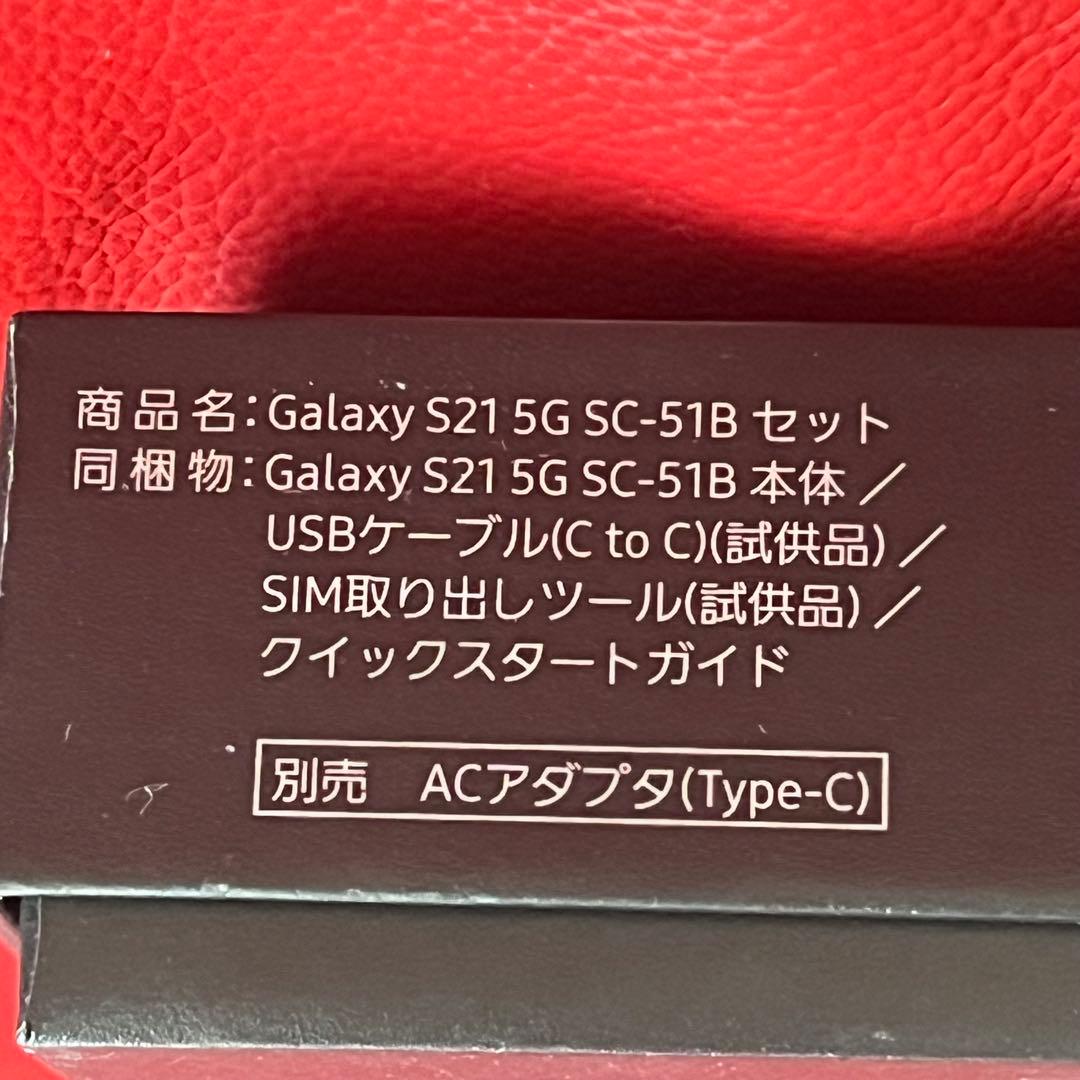 商品名：Galaxy S21 5G SC-51B セット
同梱物：Galaxy S21 5G SC-51B 本体／
USBケーブル(C to C)(試供品)／
SIM取り出しツール(試供品)／
クイックスタートガイド
別売　ACアダプタ(Type-C)